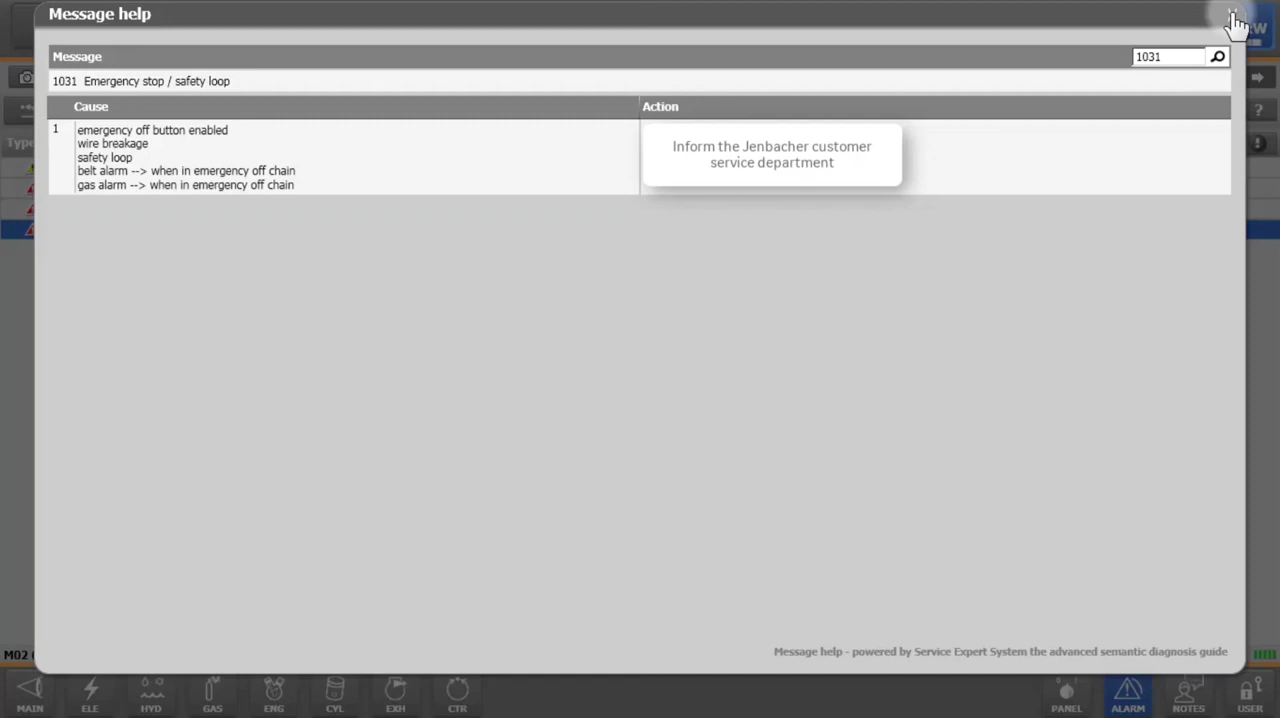 Message help
Message
1031
1031 Emergency stop / safety loop
Cause
Action
1
emergency off button enabled
wire breakage
safety loop
belt alarm --> when in emergency off chain
gas alarm --> when in emergency off chain
Inform the Jenbacher customer
service department
Type
?
M02
Message help - powered by Service Expert System the advanced semantic diagnosis guide
MAIN
ELE
HYD
GAS
ENG
CYL
EXH
CTR
PANEL
ALARM
NOTES
USER